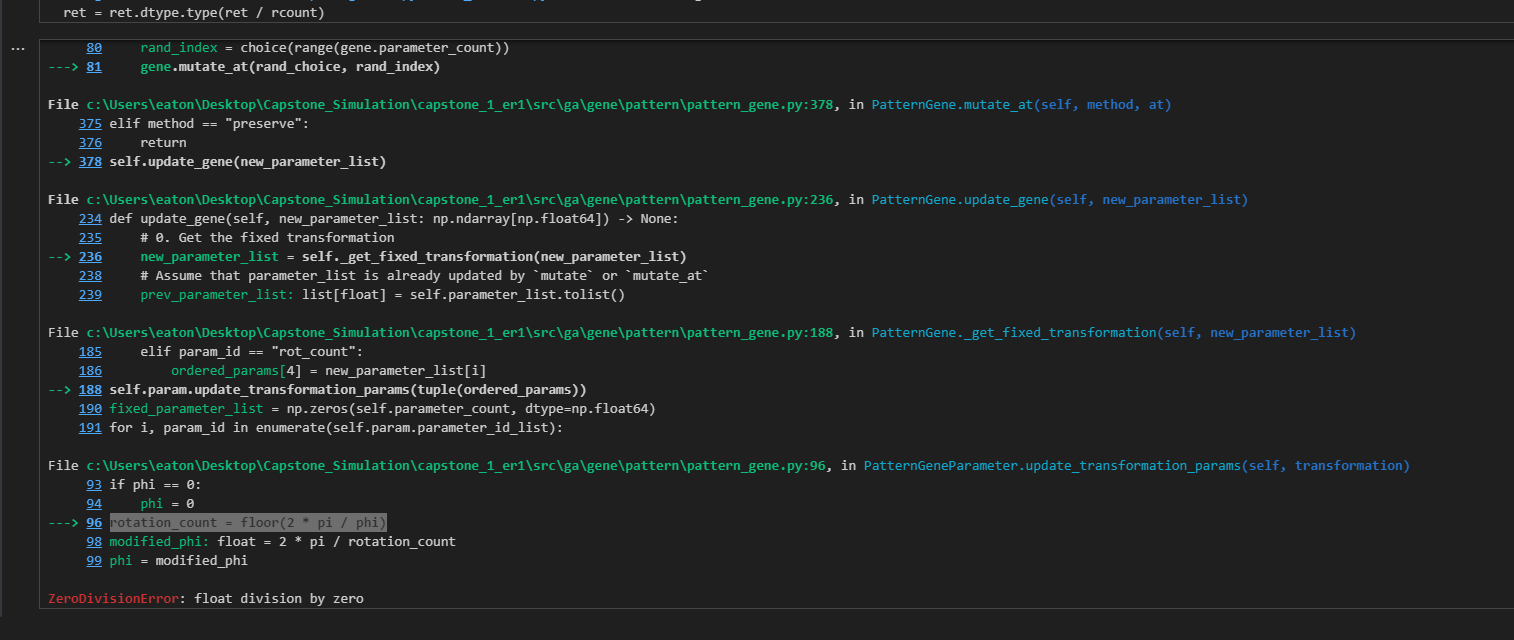 ret = ret.dtype.type(ret / rcount)
...
80 rand_index = choice(range(gene.parameter_count))
---> 81 gene.mutate_at(rand_choice, rand_index)
File c:\Users\eaton\Desktop\Capstone_Simulation\capstone_1_er1\src\ga\gene\pattern\pattern_gene.py:378, in PatternGene.mutate_at(self, method, at)
375 elif method == "preserve":
376 return
--> 378 self.update_gene(new_parameter_list)
File c:\Users\eaton\Desktop\Capstone_Simulation\capstone_1_er1\src\ga\gene\pattern\pattern_gene.py:236, in PatternGene.update_gene(self, new_parameter_list)
234 def update_gene(self, new_parameter_list: np.ndarray[np.float64]) -> None:
235 # 0. Get the fixed transformation
--> 236 new_parameter_list = self._get_fixed_transformation(new_parameter_list)
238 # Assume that parameter_list is already updated by `mutate` or `mutate_at`
239 prev_parameter_list: list[float] = self.parameter_list.tolist()
File c:\Users\eaton\Desktop\Capstone_Simulation\capstone_1_er1\src\ga\gene\pattern\pattern_gene.py:188, in PatternGene._get_fixed_transformation(self, new_parameter_list)
185 elif param_id == "rot_count":
186 ordered_params[4] = new_parameter_list[i]
--> 188 self.param.update_transformation_params(tuple(ordered_params))
190 fixed_parameter_list = np.zeros(self.parameter_count, dtype=np.float64)
191 for i, param_id in enumerate(self.param.parameter_id_list):
File c:\Users\eaton\Desktop\Capstone_Simulation\capstone_1_er1\src\ga\gene\pattern\pattern_gene.py:96, in PatternGeneParameter.update_transformation_params(self, transformation)
93 if phi == 0:
94 phi = 0
---> 96 rotation_count = floor(2 * pi / phi)
98 modified_phi: float = 2 * pi / rotation_count
99 phi = modified_phi
ZeroDivisionError: float division by zero